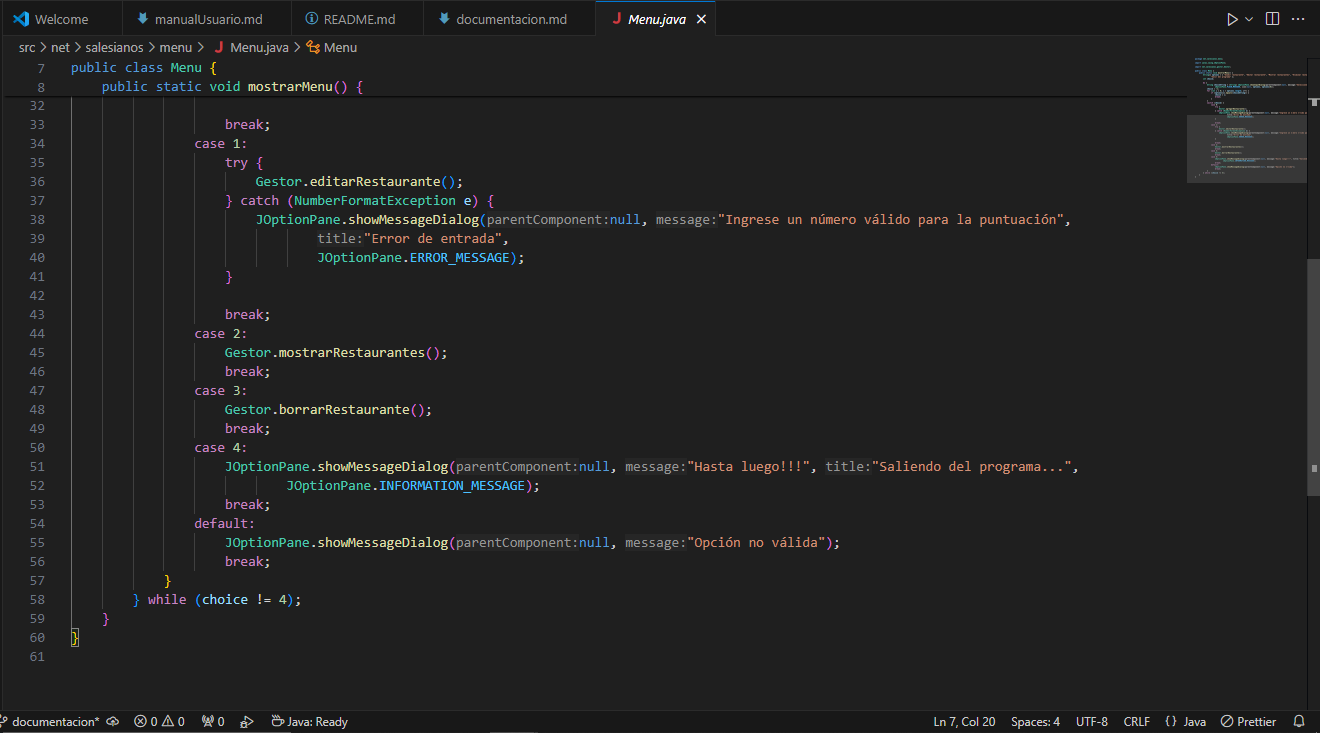 Welcome manualUsuario.md README.md documentacion.md Menu.java
src > net > salesianos > menu > Menu.java > Menu
7 public class Menu {
8 public static void mostrarMenu() {
32
33 break;
34 case 1:
35 try {
36 Gestor.editarRestaurante();
37 } catch (NumberFormatException e) {
38 JOptionPane.showMessageDialog(parentComponent:null, message:"Ingrese un número válido para la puntuación",
39 title:"Error de entrada",
40 JOptionPane.ERROR_MESSAGE);
41 }
42
43 break;
44 case 2:
45 Gestor.mostrarRestaurantes();
46 break;
47 case 3:
48 Gestor.borrarRestaurante();
49 break;
50 case 4:
51 JOptionPane.showMessageDialog(parentComponent:null, message:"Hasta luego!!!", title:"Saliendo del programa...",
52 JOptionPane.INFORMATION_MESSAGE);
53 break;
54 default:
55 JOptionPane.showMessageDialog(parentComponent:null, message:"Opción no válida");
56 break;
57 }
58 } while (choice != 4);
59 }
60 }
61
documentacion* 0 0 0 Java: Ready Ln 7, Col 20 Spaces: 4 UTF-8 CRLF {} Java Prettier